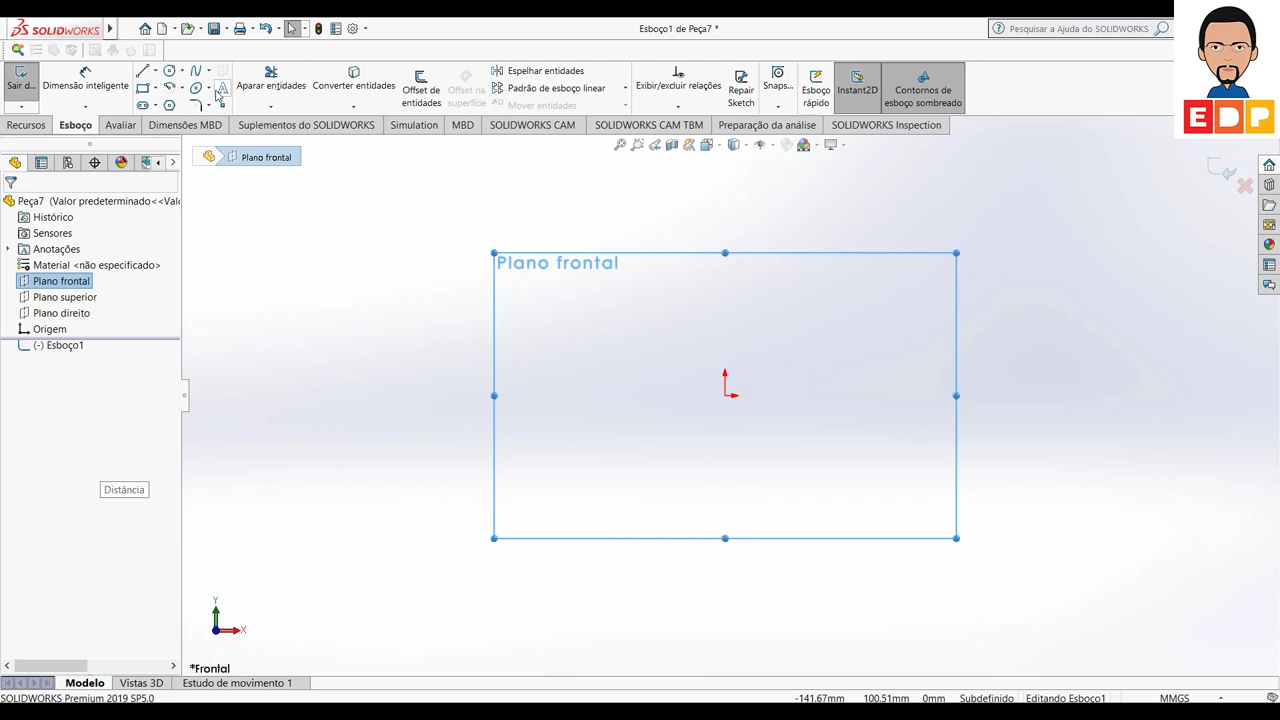 SOLIDWORKS
Esboço1 de Peça7 *
Pesquisar a Ajuda do SOLIDWORKS
EDP
Sair d...
Dimensão inteligente
Aparar entidades
Converter entidades
Offset de entidades
Offset na superfície
Espelhar entidades
Padrão de esboço linear
Mover entidades
Exibir/excluir relações
Repair Sketch
Snaps...
Esboço rápido
Instant2D
Contornos de esboço sombreado
Recursos
Esboço
Avaliar
Dimensões MBD
Suplementos do SOLIDWORKS
Simulation
MBD
SOLIDWORKS CAM
SOLIDWORKS CAM TBM
Preparação da análise
SOLIDWORKS Inspection
Plano frontal
Peça7 (Valor predeterminado<<Val
Histórico
Sensores
Anotações
Material <não especificado>
Plano frontal
Plano superior
Plano direito
Origem
(-) Esboço1
Plano frontal
Distância
Y
X
*Frontal
Modelo
Vistas 3D
Estudo de movimento 1
SOLIDWORKS Premium 2019 SP5.0
-141.67mm
100.51mm
0mm
Subdefinido
Editando Esboço1
MMGS